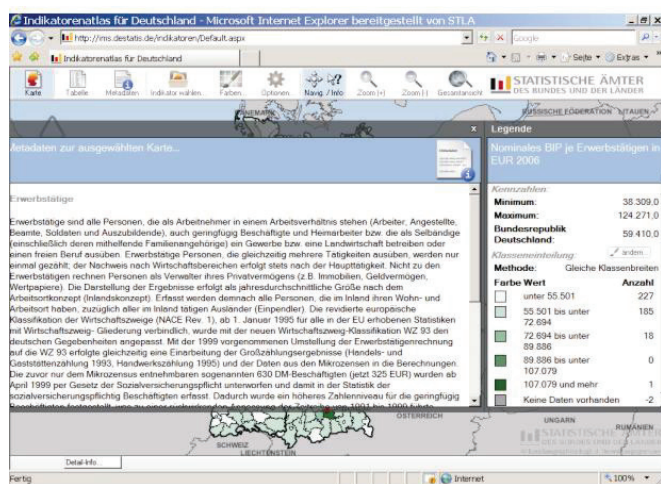 Indikatorenatlas für Deutschland - Microsoft Internet Explorer bereitgestellt von STLA
http://ims.destatis.de/indikatoren/Default.aspx
Google
Indikatorenatlas für Deutschland
Seite
Extras
Karte
Tabelle
Metadaten
Indikator wählen...
Farben...
Optionen
Navig. / Info
Zoom (+)
Zoom (-)
Gesamtansicht
STATISTISCHE ÄMTER
DES BUNDES UND DER LÄNDER
RUSSISCHE FÖDERATION
LITAUEN
x
Legende
Metadaten zur ausgewählten Karte...
Nominales BIP je Erwerbstätigen in
EUR 2006
Erwerbstätige
Erwerbstätige sind alle Personen, die als Arbeitnehmer in einem Arbeitsverhältnis stehen (Arbeiter, Angestellte,
Beamte, Soldaten und Auszubildende), auch geringfügig Beschäftigte und Heimarbeiter bzw. die als Selbständige
(einschließlich deren mithelfende Familienangehörige) ein Gewerbe bzw. eine Landwirtschaft betreiben oder
einen freien Beruf ausüben. Erwerbstätige Personen, die gleichzeitig mehrere Tätigkeiten ausüben, werden nur
einmal gezählt; der Nachweis nach Wirtschaftsbereichen erfolgt stets nach der Haupttätigkeit. Nicht zu den
Erwerbstätigen rechnen Personen als Verwalter ihres Privatvermögens (z.B. Immobilien, Geldvermögen,
Wertpapiere). Die Darstellung der Ergebnisse erfolgt als jahresdurchschnittliche Größe nach dem
Arbeitsortkonzept (Inlandskonzept). Erfasst werden demnach alle Personen, die im Inland ihren Wohn- und
Arbeitsort haben, zuzüglich aller im Inland tätigen Ausländer (Einpendler). Die revidierte europäische
Klassifikation der Wirtschaftszweige (NACE Rev. 1), ab 1. Januar 1995 für alle in der EU erhobenen Statistiken
mit Wirtschaftszweig- Gliederung verbindlich, wurde mit der neuen Wirtschaftszweig-Klassifikation WZ 93 den
deutschen Gegebenheiten angepasst. Mit der 1999 vorgenommenen Umstellung der Erwerbstätigenrechnung
auf die WZ 93 erfolgte gleichzeitig eine Einarbeitung der Großzählungsergebnisse (Handels- und
Gaststättenzählung 1993, Handwerkszählung 1995) und der Daten aus den Mikrozensen in die Berechnungen.
Die zuvor nur dem Mikrozensus entnehmbaren sogenannten 630 DM-Beschäftigten (jetzt 325 EUR) wurden ab
April 1999 per Gesetz der Sozialversicherungspflicht unterworfen und damit in der Statistik der
sozialversicherungspflichtig Beschäftigten erfasst. Dadurch wurde ein höheres Zahlenniveau für die geringfügig
Kennzahlen
Minimum: 38.309,0
Maximum: 124.271,0
Bundesrepublik
Deutschland: 59.410,0
Klasseneinteilung: ändern...
Methode: Gleiche Klassenbreiten
Farbe Wert Anzahl
unter 55.501 227
55.501 bis unter 185
72.694
72.694 bis unter 18
89.886
89.886 bis unter 0
107.079
107.079 und mehr 1
Keine Daten vorhanden -2
ÖSTERREICH
UNGARN
RUMÄNIEN
SCHWEIZ
LIECHTENSTEIN
STATISTISCHE ÄMTER
Detail-Info...
Fertig
Internet
100%